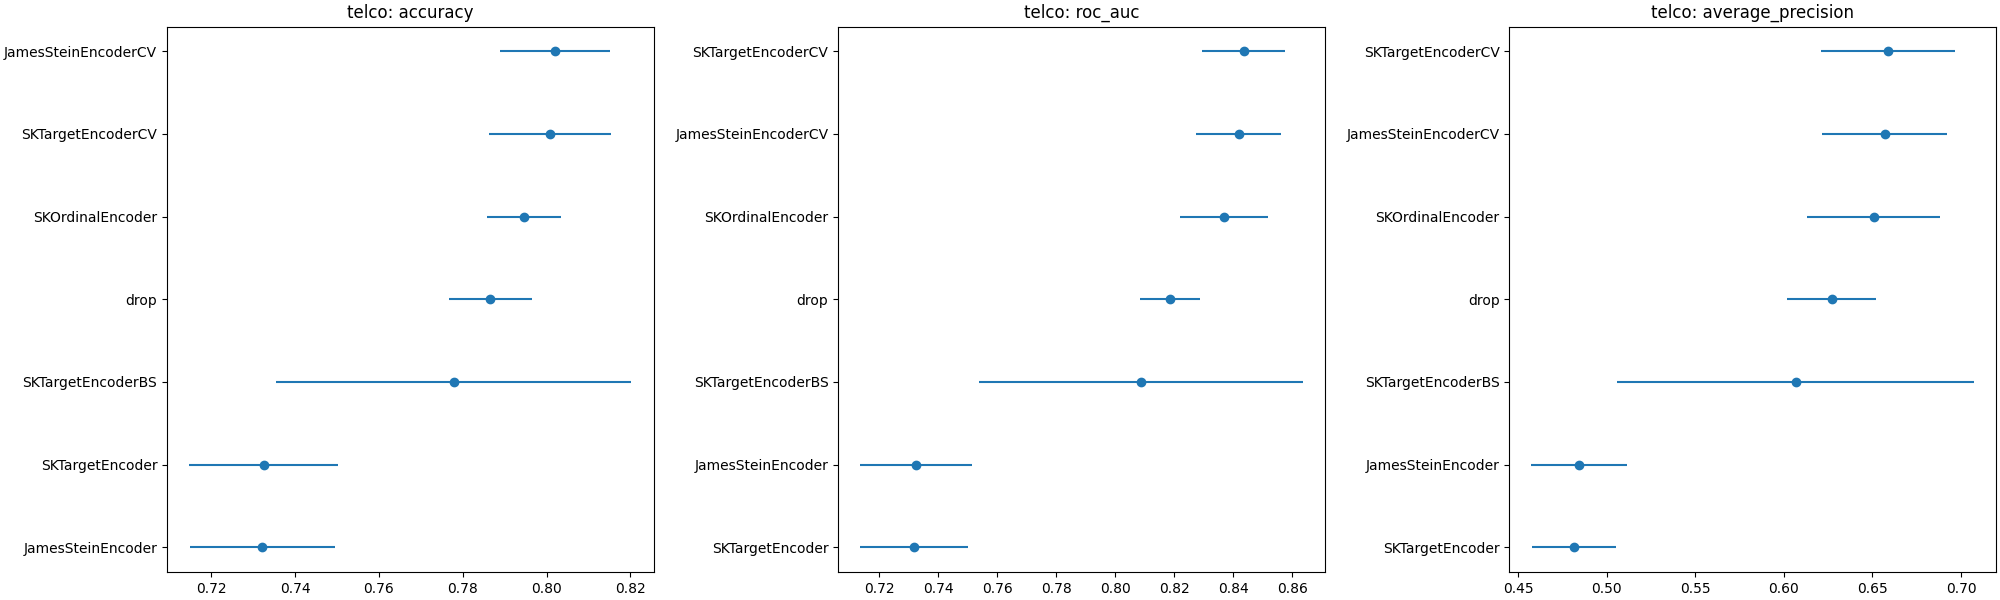 telco: accuracy
JamesSteinEncoderCV
SKTargetEncoderCV
SKOrdinalEncoder
drop
SKTargetEncoderBS
SKTargetEncoder
JamesSteinEncoder
0.72 0.74 0.76 0.78 0.80 0.82
telco: roc_auc
SKTargetEncoderCV
JamesSteinEncoderCV
SKOrdinalEncoder
drop
SKTargetEncoderBS
JamesSteinEncoder
SKTargetEncoder
0.72 0.74 0.76 0.78 0.80 0.82 0.84 0.86
telco: average_precision
SKTargetEncoderCV
JamesSteinEncoderCV
SKOrdinalEncoder
drop
SKTargetEncoderBS
JamesSteinEncoder
SKTargetEncoder
0.45 0.50 0.55 0.60 0.65 0.70